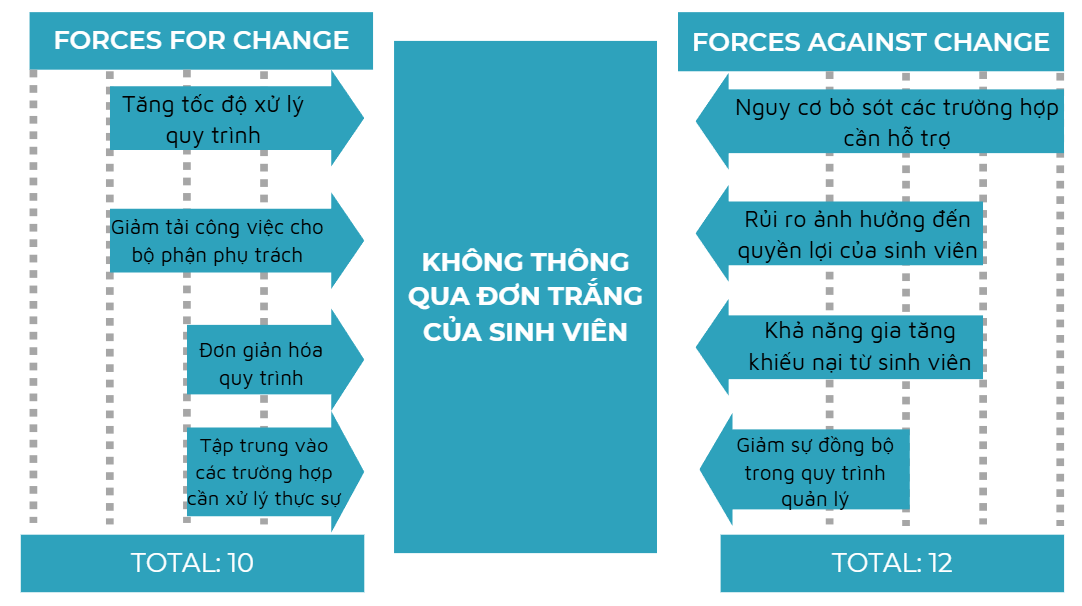 FORCES FOR CHANGE
Tăng tốc độ xử lý
quy trình
Giảm tải công việc cho
bộ phận phụ trách
Đơn giản hóa
quy trình
Tập trung vào
các trường hợp
cần xử lý thực sự
TOTAL: 10
KHÔNG THÔNG
QUA ĐƠN TRẮNG
CỦA SINH VIÊN
FORCES AGAINST CHANGE
Nguy cơ bỏ sót các trường hợp
cần hỗ trợ
Rủi ro ảnh hưởng đến
quyền lợi của sinh viên
Khả năng gia tăng
khiếu nại từ sinh viên
Giảm sự đồng bộ
trong quy trình
quản lý
TOTAL: 12